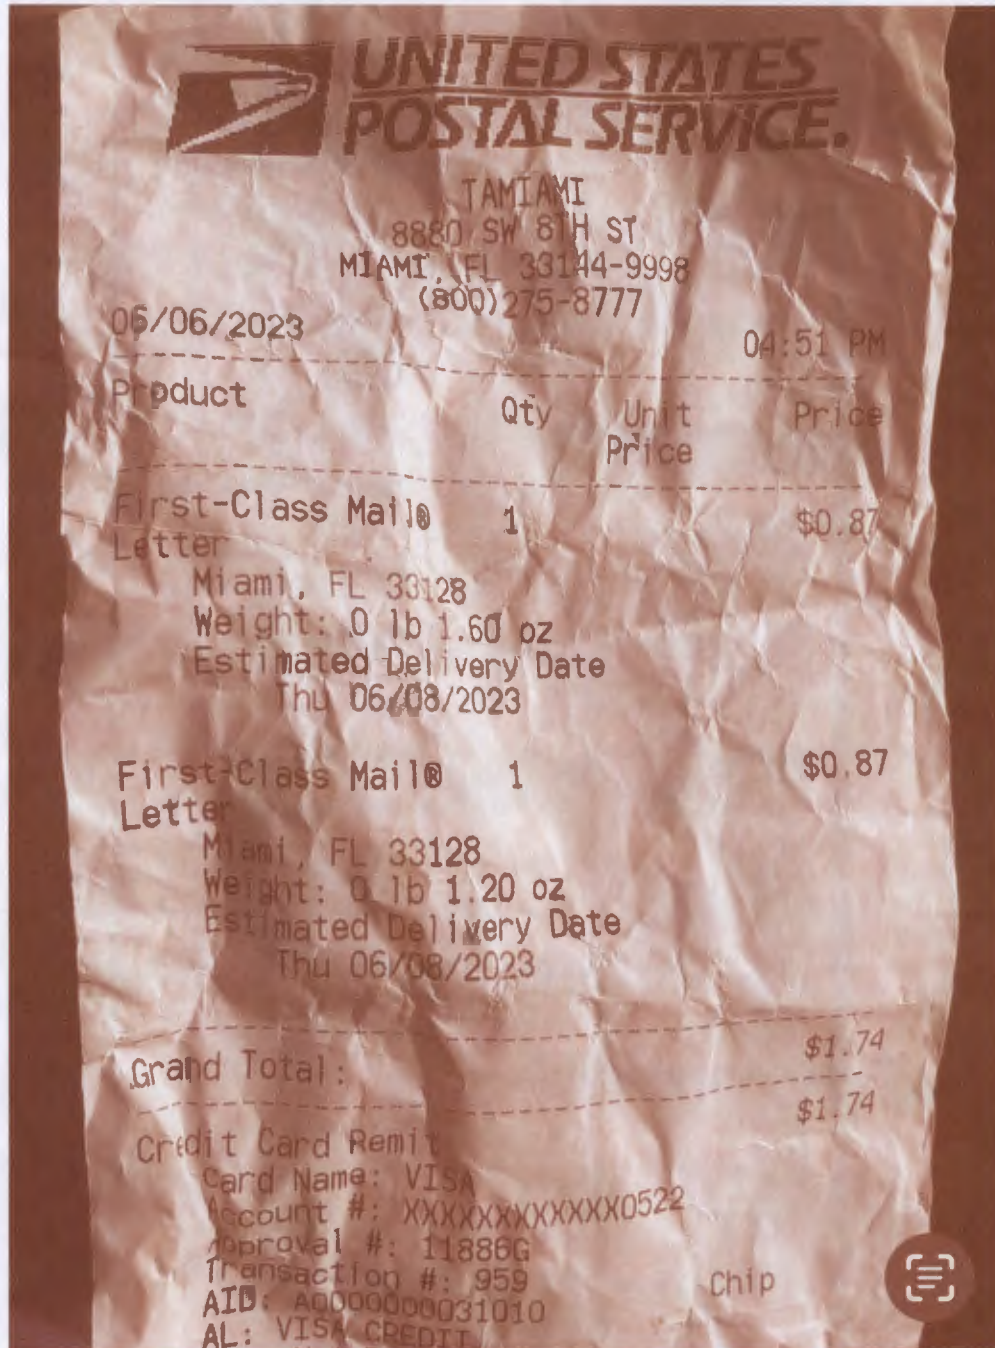 UNITED STATES
POSTAL SERVICE.
TAMIAMI
8880 SW 8TH ST
MIAMI, FL 33144-9998
(800)275-8777
06/06/2023 04:51 PM
Product Qty Unit Price
Price
First-Class Mail® 1 $0.87
Letter
Miami, FL 33128
Weight: 0 lb 1.60 oz
Estimated Delivery Date
Thu 06/08/2023
First-Class Mail® 1 $0.87
Letter
Miami, FL 33128
Weight: 0 lb 1.20 oz
Estimated Delivery Date
Thu 06/08/2023
Grand Total: $1.74
Credit Card Remit $1.74
Card Name: VISA
Account #: XXXXXXXXXXXX0522
Approval #: 11886G
Transaction #: 959
AID: A0000000031010 Chip
AL: VISA CREDIT